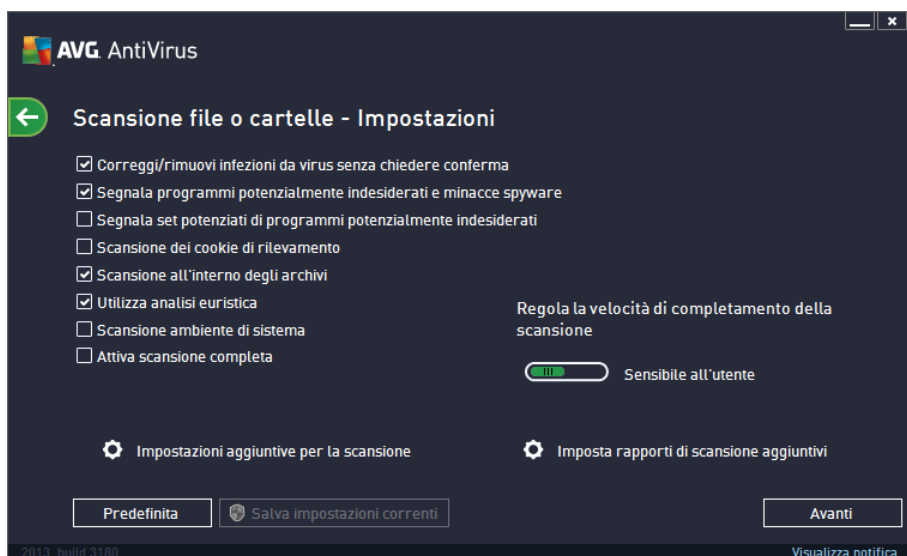 AVG. AntiVirus
Scansione file o cartelle - Impostazioni
Correggi/rimuovi infezioni da virus senza chiedere conferma
Segnala programmi potenzialmente indesiderati e minacce spyware
Segnala set potenziati di programmi potenzialmente indesiderati
Scansione dei cookie di rilevamento
Scansione all'interno degli archivi
Utilizza analisi euristica
Scansione ambiente di sistema
Attiva scansione completa
Regola la velocità di completamento della
scansione
Sensibile all'utente
Impostazioni aggiuntive per la scansione
Imposta rapporti di scansione aggiuntivi
Predefinita
Salva impostazioni correnti
Avanti
2013 build 3180
Visualizza notifica